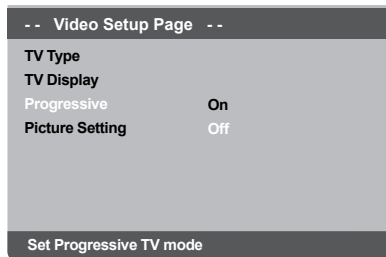 - - Video Setup Page - -
TV Type
TV Display
Progressive On
Picture Setting Off
Set Progressive TV mode